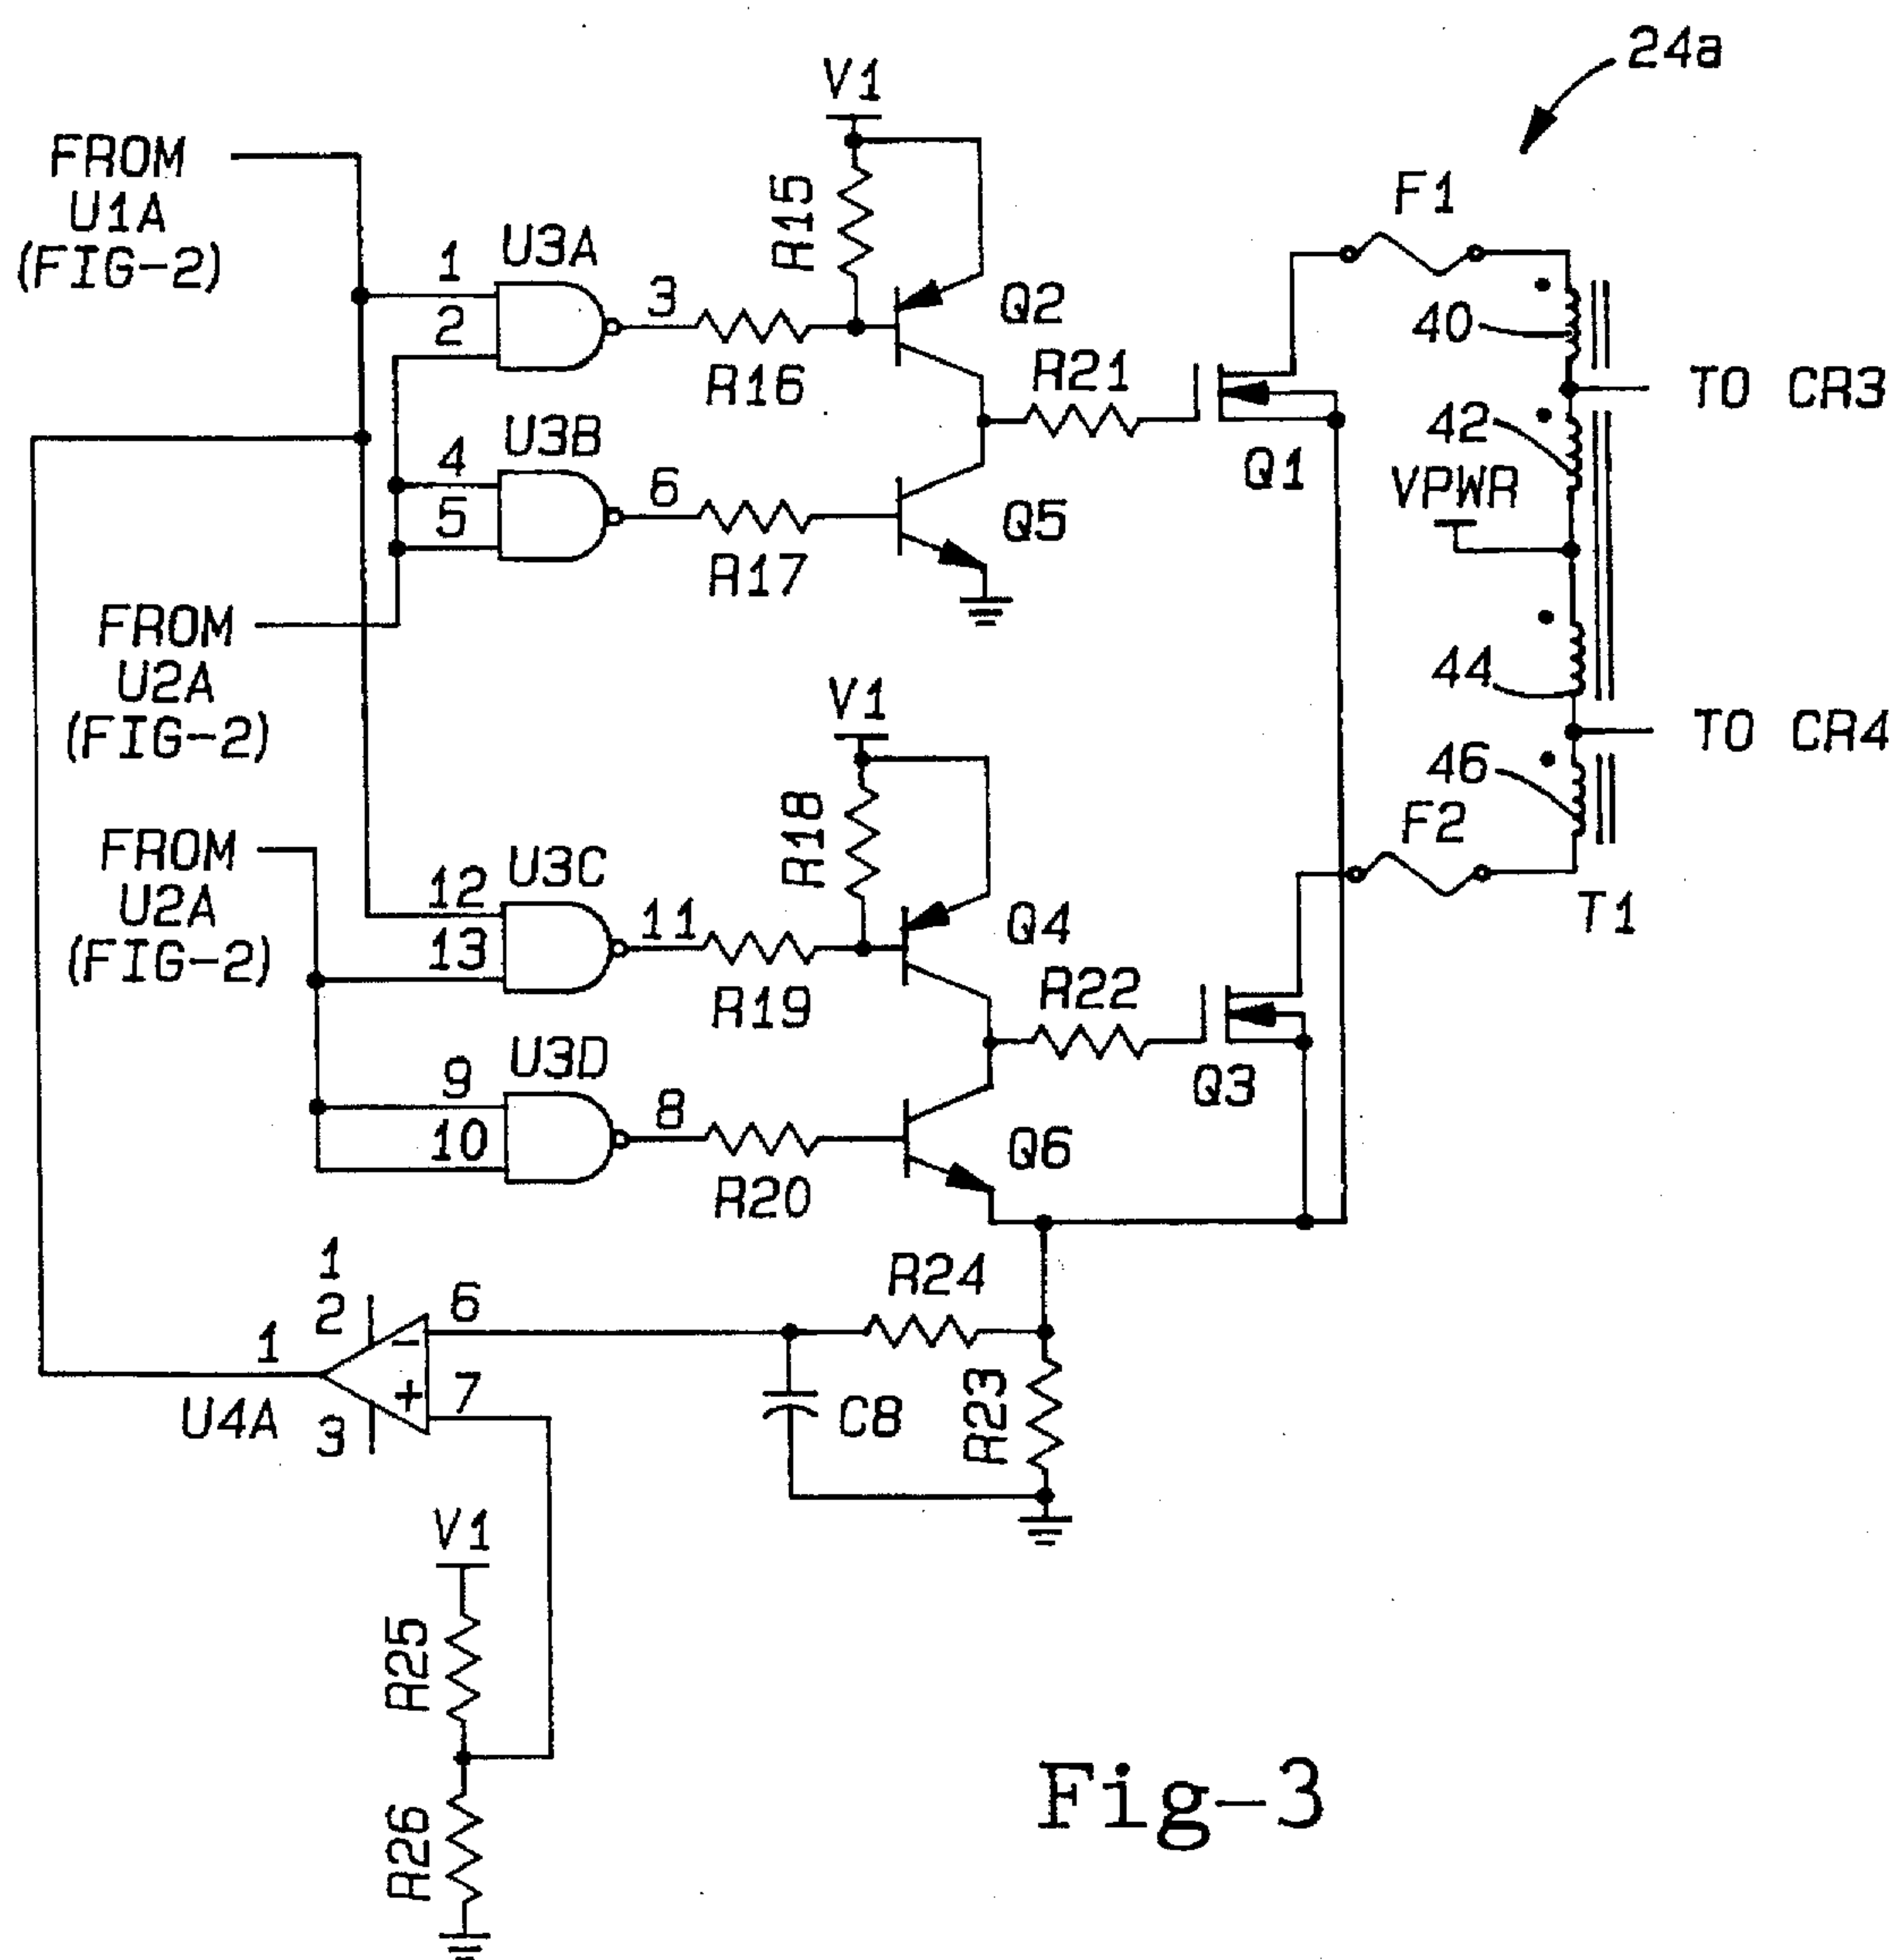 24a
V1
FROM
U1A
(FIG-2)
F1
R15
U3A
1
2
3
Q2
40
R16
R21
TO CR3
U3B
42
4
5
6
Q1
VPWR
Q5
R17
FROM
U2A
(FIG-2)
44
V1
TO CR4
46
F2
R18
FROM
U2A
(FIG-2)
U3C
12
13
11
Q4
T1
R19
R22
U3D
9
10
8
Q3
Q6
R20
R24
1
2
6
-
1
+
7
U4A
3
C8
R23
V1
R25
R26
Fig-3